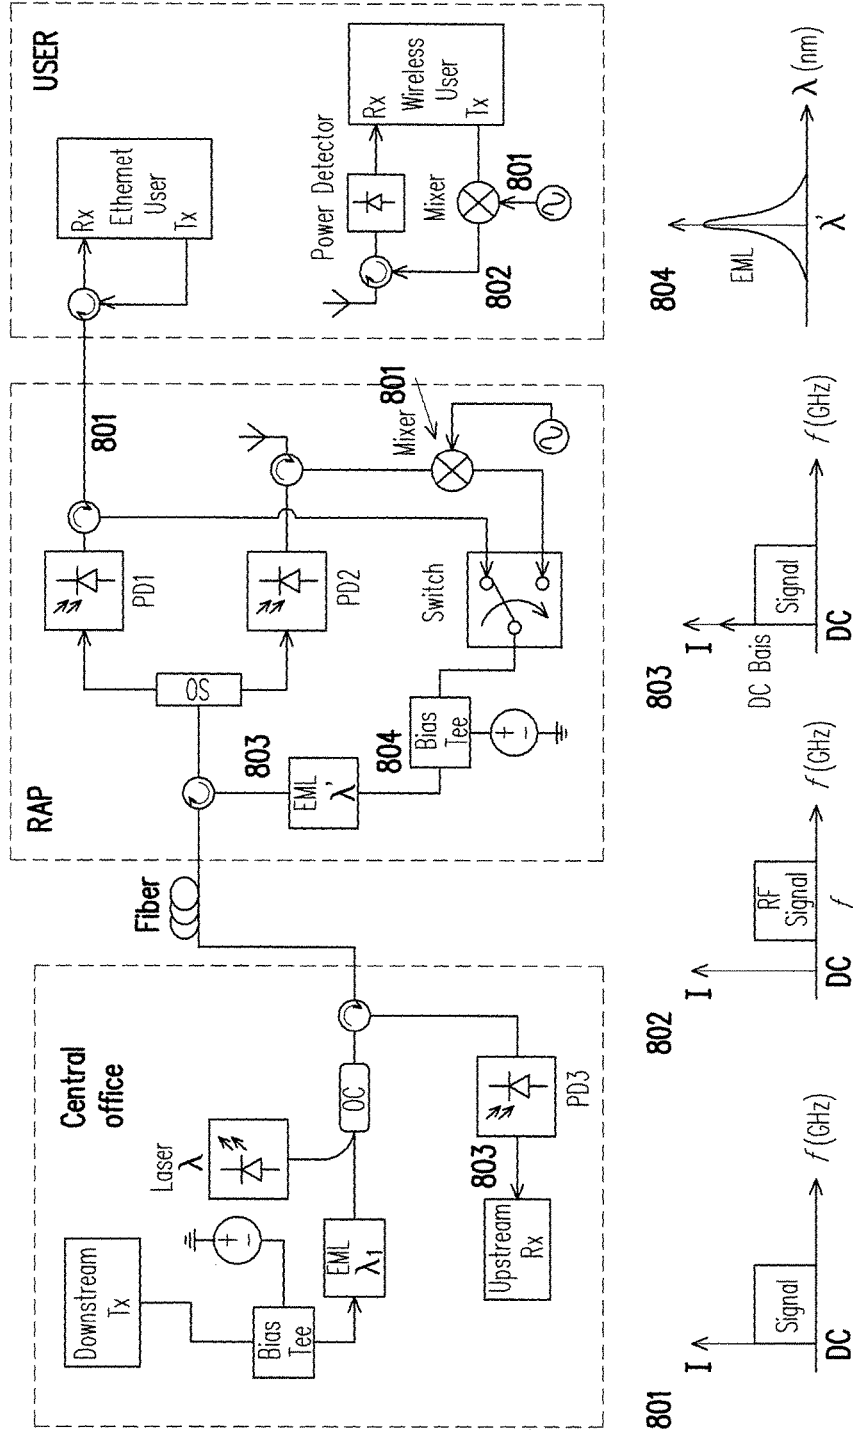 Central
office
Downstream
Tx
Bias
Tee
EML
λ1
Laser
λ
OC
Upstream
Rx
803
PD3
Fiber
RAP
OS
803
EML
λ'
804
Bias
Tee
PD1
PD2
Switch
Mixer
801
801
USER
Rx
Ethemet
User
Tx
Power Detector
Rx
Wireless
User
Tx
Mixer
801
802
801
I
Signal
DC
f (GHz)
802
I
RF
Signal
DC
f
f (GHz)
803
I
DC Bais
Signal
DC
f (GHz)
804
EML
λ'
λ (nm)